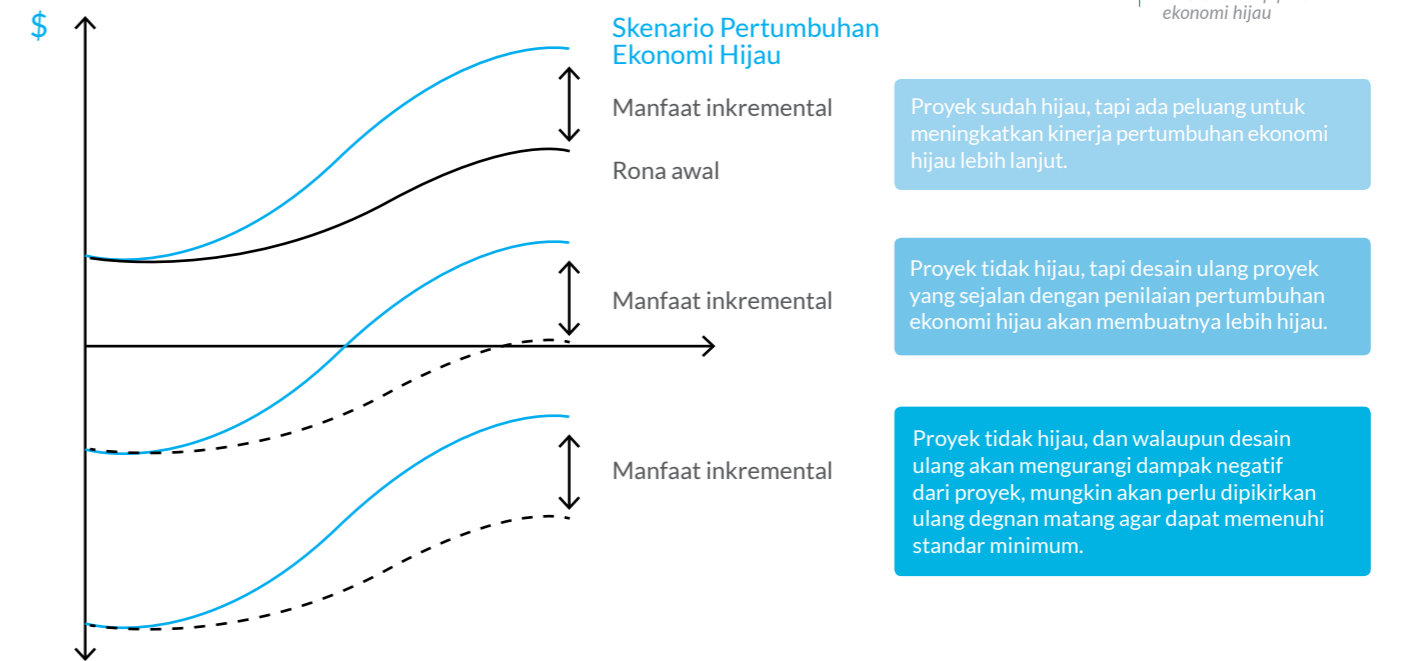 $
ekonomi hijau
Skenario Pertumbuhan
Ekonomi Hijau
Manfaat inkremental
Rona awal
Proyek sudah hijau, tapi ada peluang untuk
meningkatkan kinerja pertumbuhan ekonomi
hijau lebih lanjut.
Manfaat inkremental
Proyek tidak hijau, tapi desain ulang proyek
yang sejalan dengan penilaian pertumbuhan
ekonomi hijau akan membuatnya lebih hijau.
Manfaat inkremental
Proyek tidak hijau, dan walaupun desain
ulang akan mengurangi dampak negatif
dari proyek, mungkin akan perlu dipikirkan
ulang degnan matang agar dapat memenuhi
standar minimum.